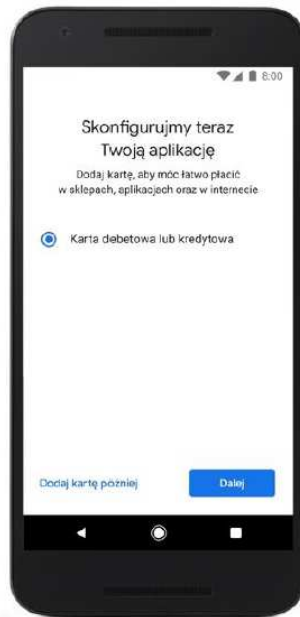 8:00
Skonfigurujmy teraz
Twoją aplikację
Dodaj kartę, aby móc łatwo płacić
w sklepach, aplikacjach oraz w internecie
Karta debetowa lub kredytowa
Dodaj kartę później
Dalej